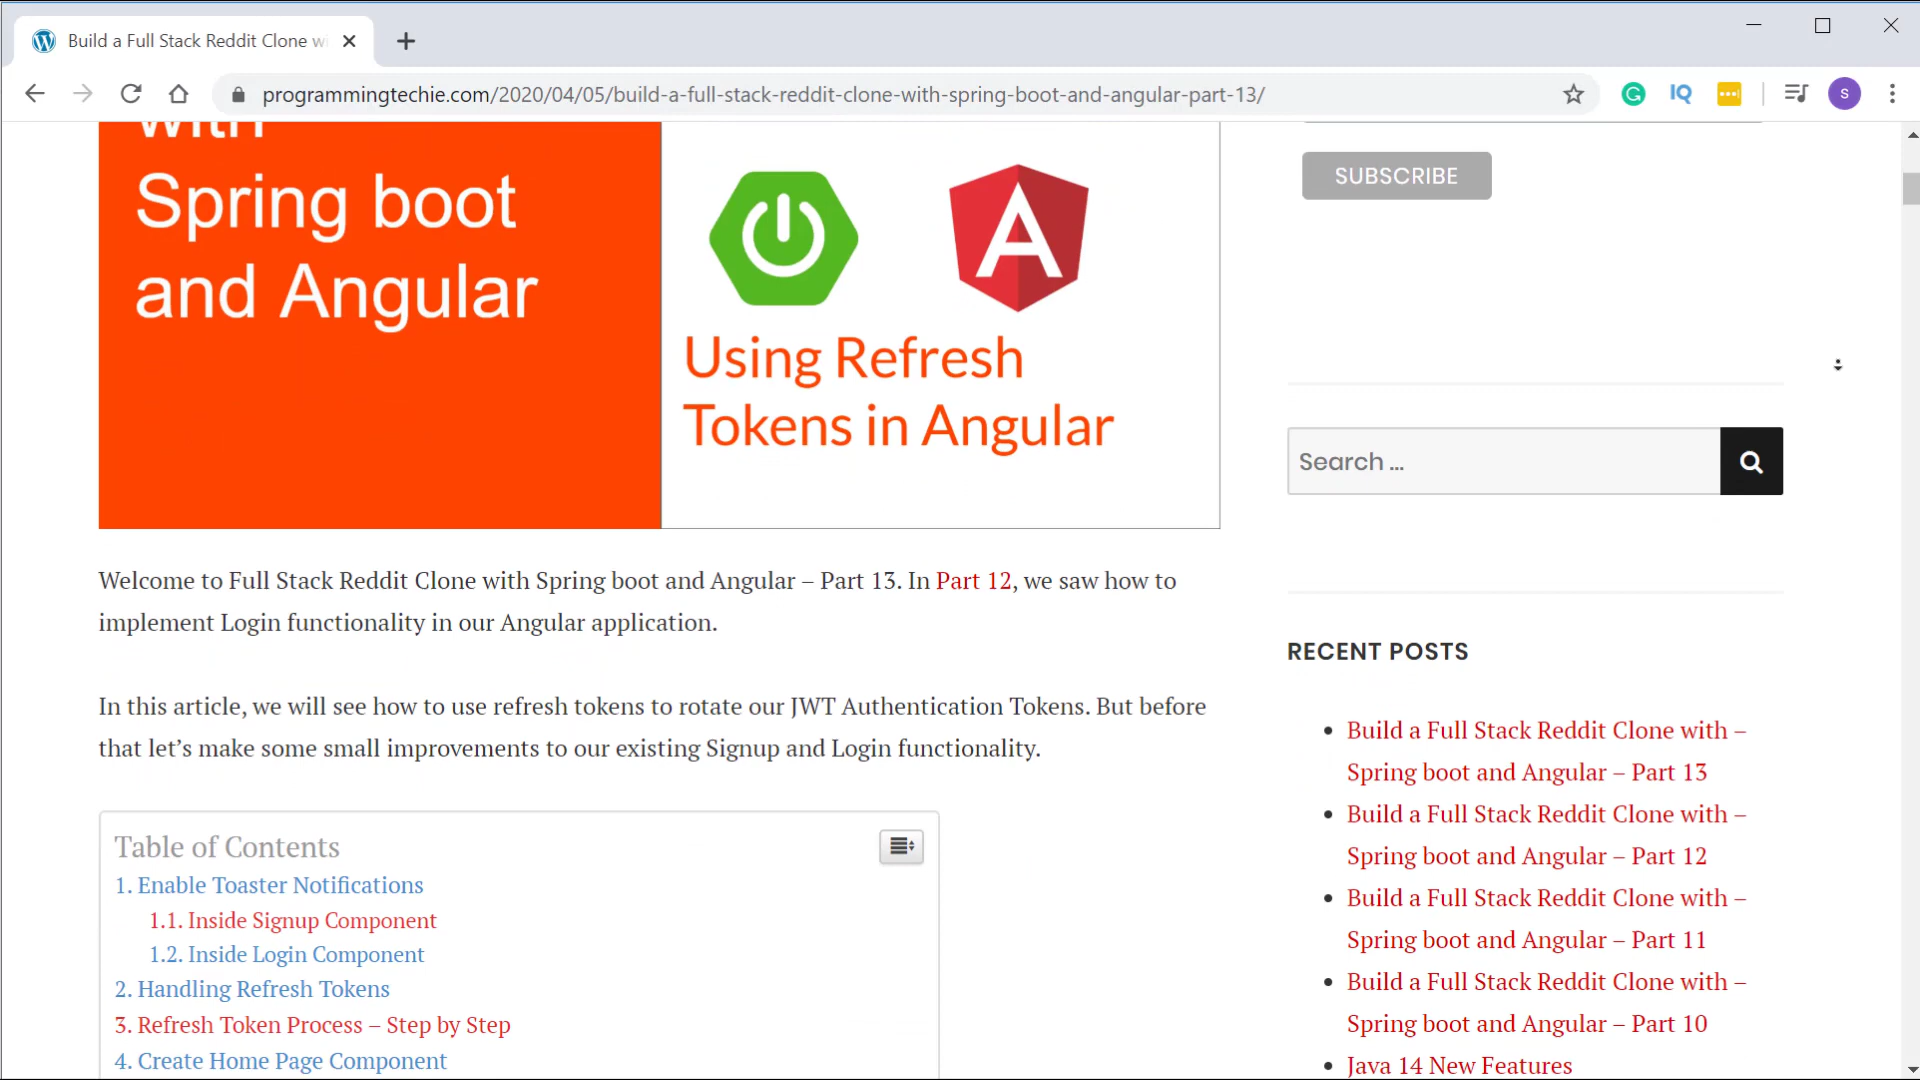 Build a Full Stack Reddit Clone wi
programmingtechie.com/2020/04/05/build-a-full-stack-reddit-clone-with-spring-boot-and-angular-part-13/
IQ
S
with
Spring boot
and Angular
Using Refresh
Tokens in Angular
Welcome to Full Stack Reddit Clone with Spring boot and Angular – Part 13. In Part 12, we saw how to
implement Login functionality in our Angular application.
In this article, we will see how to use refresh tokens to rotate our JWT Authentication Tokens. But before
that let’s make some small improvements to our existing Signup and Login functionality.
Table of Contents
1. Enable Toaster Notifications
1.1. Inside Signup Component
1.2. Inside Login Component
2. Handling Refresh Tokens
3. Refresh Token Process – Step by Step
4. Create Home Page Component
SUBSCRIBE
Search ...
RECENT POSTS
Build a Full Stack Reddit Clone with –
Spring boot and Angular – Part 13
Build a Full Stack Reddit Clone with –
Spring boot and Angular – Part 12
Build a Full Stack Reddit Clone with –
Spring boot and Angular – Part 11
Build a Full Stack Reddit Clone with –
Spring boot and Angular – Part 10
Java 14 New Features